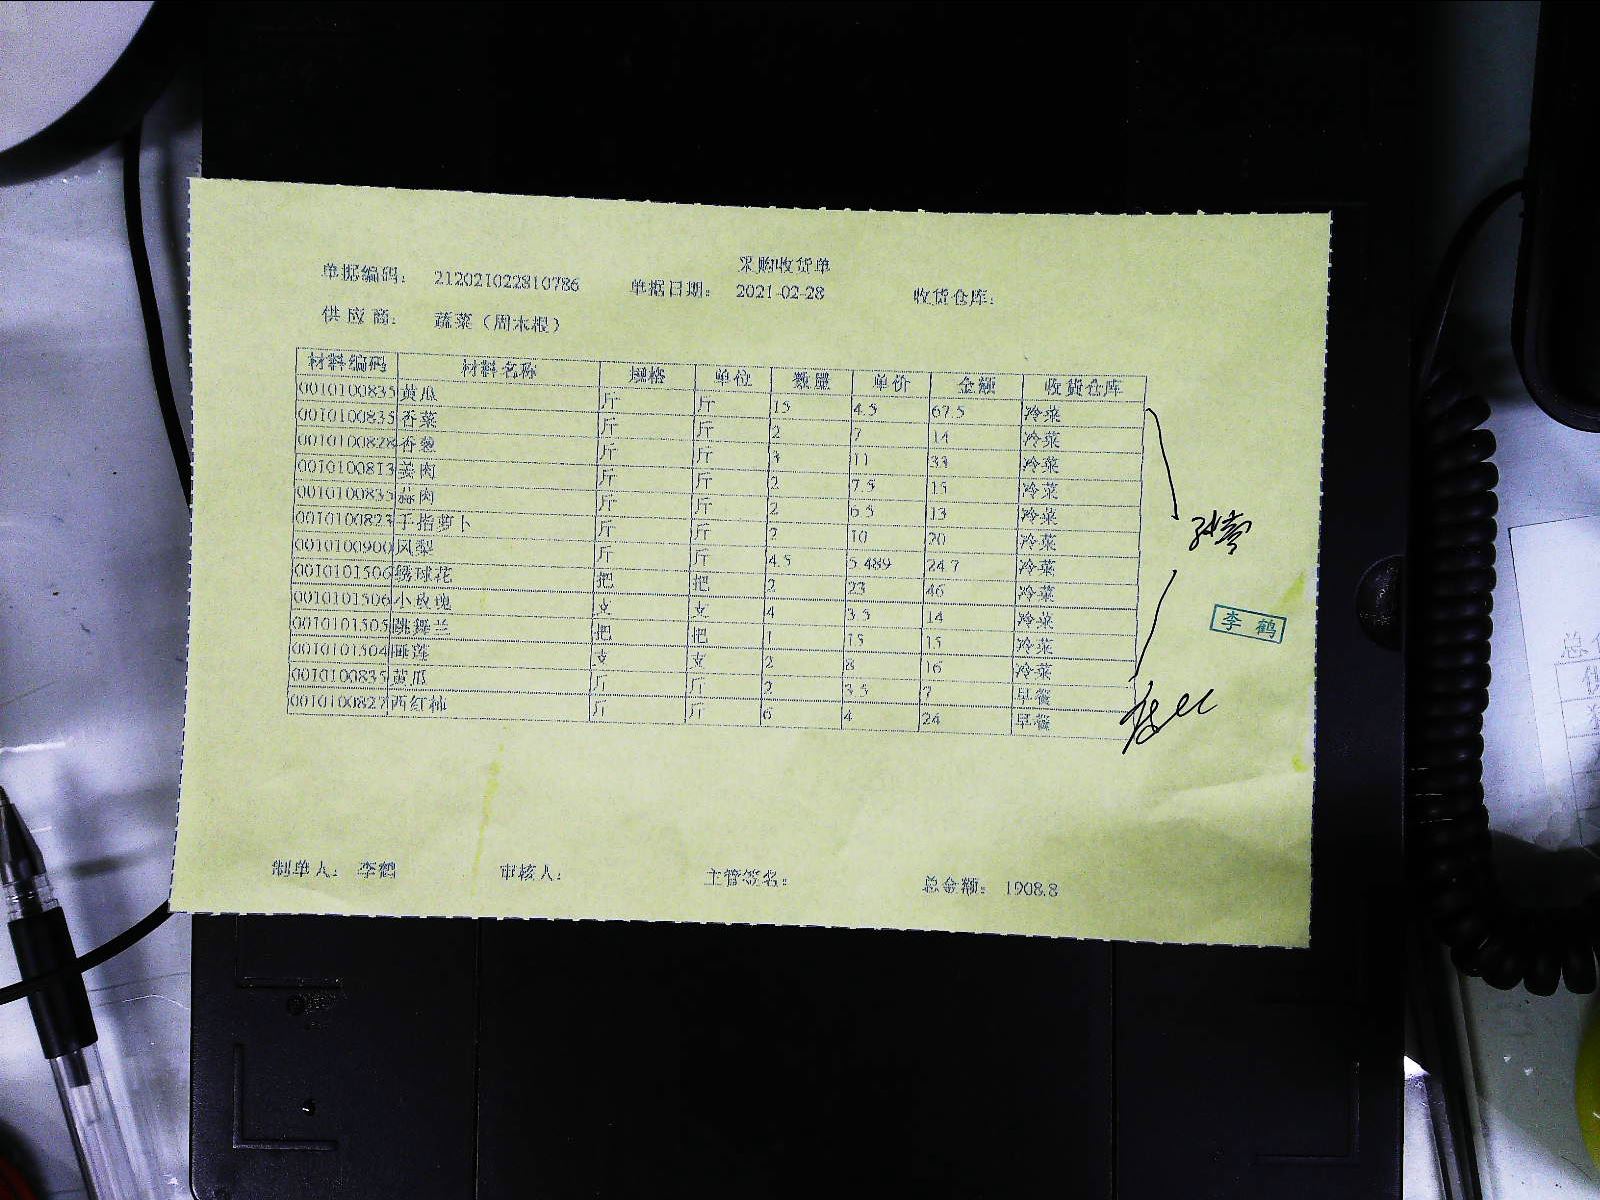 采购收货单
单据编码： 212021022810786 单据日期： 2021-02-28 收货仓库：
供应商： 蔬菜（周木根）
材料编码 材料名称 规格 单位 数量 单价 金额 收货仓库
0010100835 黄瓜 斤 斤 15 4.5 67.5 冷菜
0010100835 香菜 斤 斤 2 7 14 冷菜
0010100828 香葱 斤 斤 3 11 33 冷菜
0010100813 姜肉 斤 斤 2 7.5 15 冷菜
0010100835 蒜肉 斤 斤 2 6.5 13 冷菜
0010100823 手指萝卜 斤 斤 2 10 20 冷菜
0010100900 凤梨 斤 斤 4.5 5.489 24.7 冷菜
0010101506 绣球花 把 把 2 23 46 冷菜
0010101506 小玫瑰 支 支 4 3.5 14 冷菜
0010101505 跳舞兰 把 把 1 15 15 冷菜
0010101504 睡莲 支 支 2 8 16 冷菜
0010100835 黄瓜 斤 斤 2 3.5 7 早餐
0010100827 西红柿 斤 斤 6 4 24 早餐
李鹤
制单人： 李鹤 审核人： 主管签名： 总金额： 1908.8